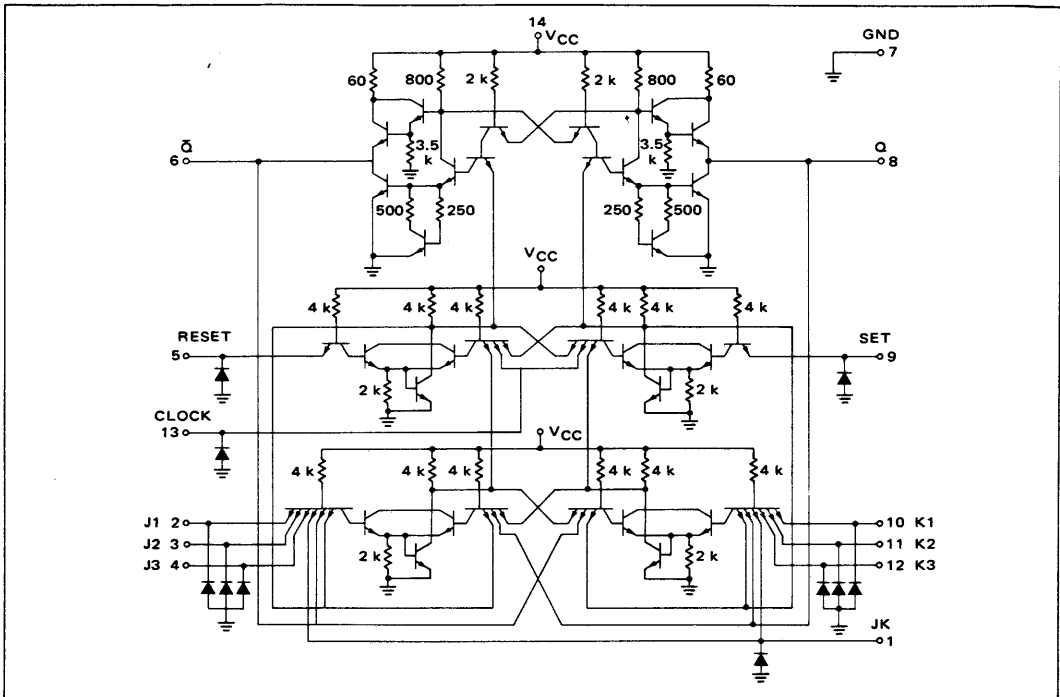 14
VCC
GND
7
60
800
2 k
2 k
800
60
Q̄
6
3.5
k
3.5
k
Q
8
500
250
250
500
VCC
4 k
4 k
4 k
4 k
4 k
4 k
RESET
5
SET
9
2 k
2 k
CLOCK
13
VCC
4 k
4 k
4 k
4 k
4 k
4 k
J1 2
10 K1
J2 3
11 K2
J3 4
12 K3
2 k
2 k
JK
1